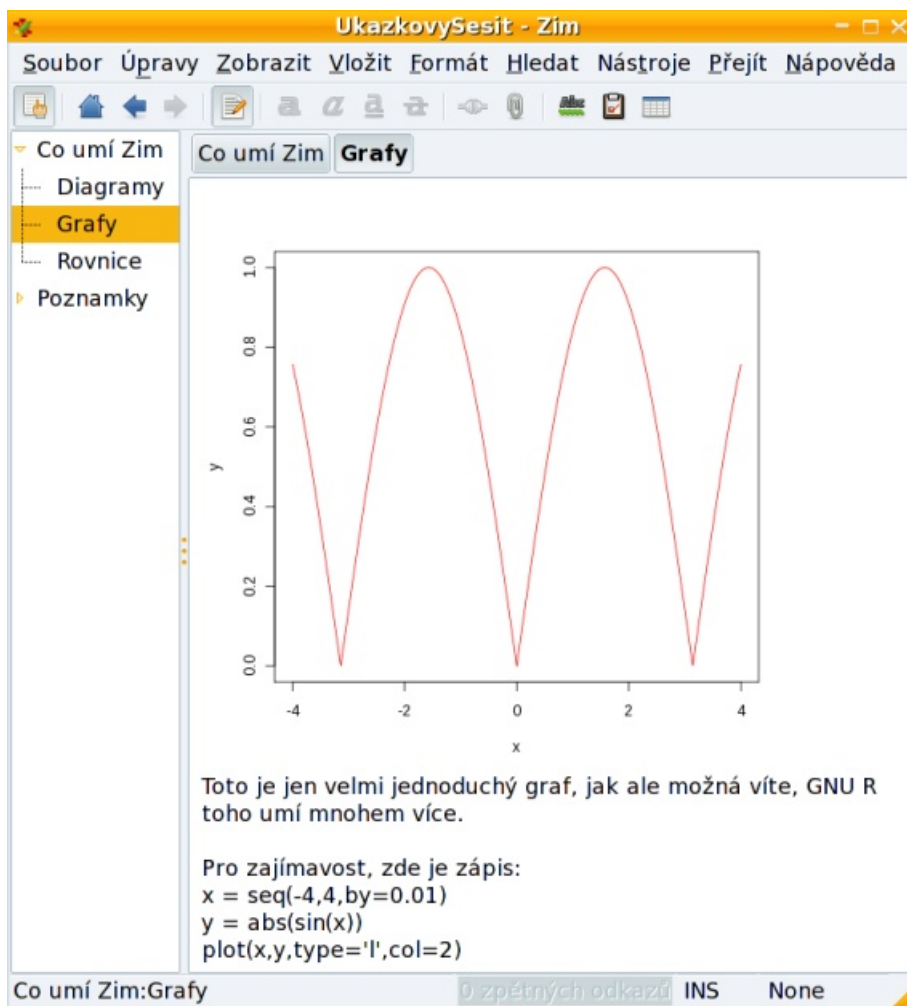 UkazkovySesit - Zim
Soubor Úpravy Zobrazit Vložit Formát Hledat Nástroje Přejít Nápověda
a a a a Abc
Co umí Zim
Diagramy
Grafy
Rovnice
Poznamky
Co umí Zim Grafy
1.0
0.8
0.6
0.4
0.2
0.0
y
-4 -2 0 2 4
x
Toto je jen velmi jednoduchý graf, jak ale možná víte, GNU R
toho umí mnohem více.
Pro zajímavost, zde je zápis:
x = seq(-4,4,by=0.01)
y = abs(sin(x))
plot(x,y,type='l',col=2)
Co umí Zim:Grafy 0 zpětných odkazů INS None